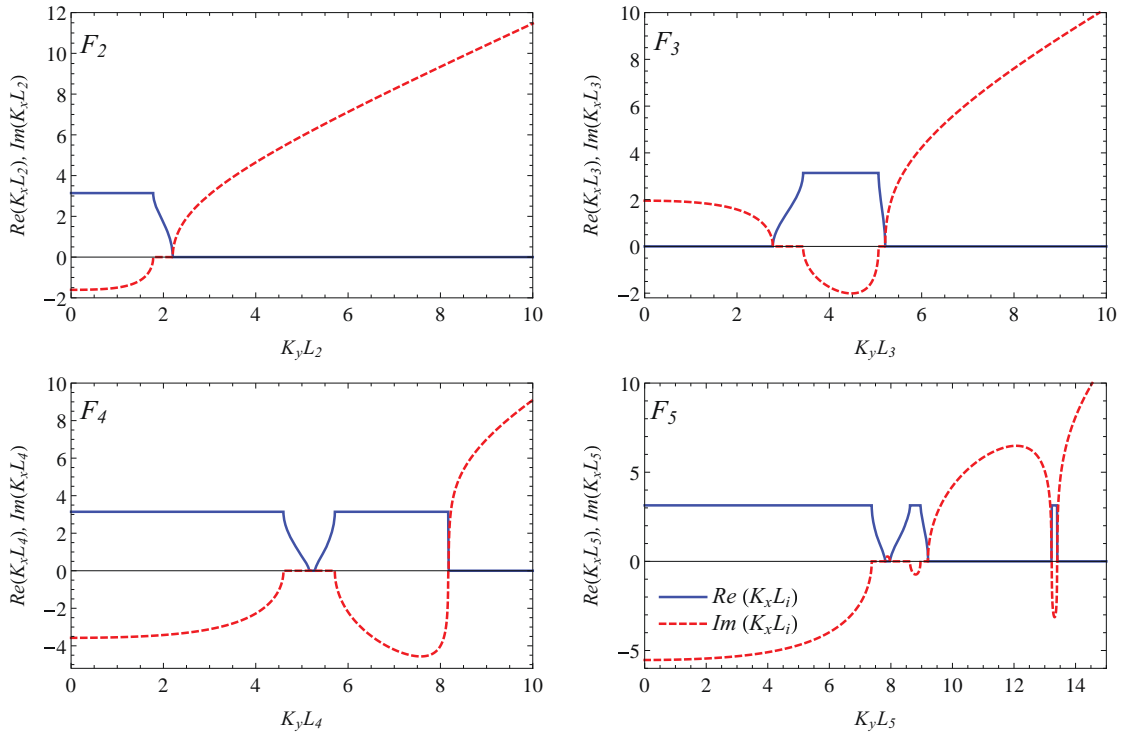 F2
Re(KxL2), Im(KxL2)
12
10
8
6
4
2
0
−2
0 2 4 6 8 10
KyL2
F3
Re(KxL3), Im(KxL3)
10
8
6
4
2
0
−2
0 2 4 6 8 10
KyL3
F4
Re(KxL4), Im(KxL4)
10
8
6
4
2
0
−2
−4
0 2 4 6 8 10
KyL4
F5
Re(KxL5), Im(KxL5)
10
5
0
−5
Re (KxLi)
Im (KxLi)
0 2 4 6 8 10 12 14
KyL5